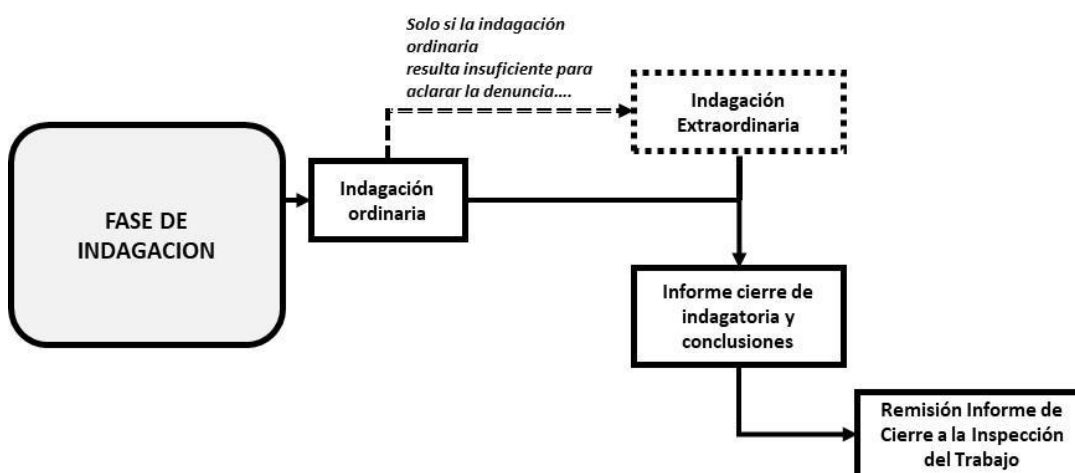 Solo si la indagación
ordinaria
resulta insuficiente para
aclarar la denuncia....
Indagación
Extraordinaria
FASE DE
INDAGACION
Indagación
ordinaria
Informe cierre de
indagatoria y
conclusiones
Remisión Informe de
Cierre a la Inspección
del Trabajo